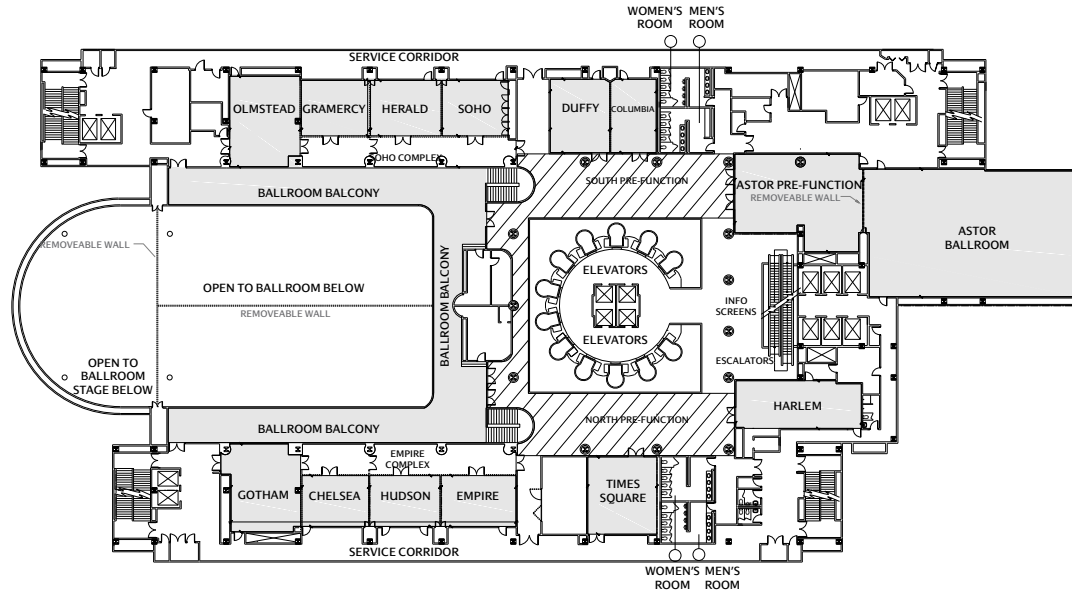 WOMEN'S
ROOM
MEN'S
ROOM
SERVICE CORRIDOR
OLMSTEAD
GRAMERCY
HERALD
SOHO
DUFFY
COLUMBIA
OHO COMPLEX
BALLROOM BALCONY
SOUTH PRE-FUNCTION
ASTOR PRE-FUNCTION
REMOVEABLE WALL
ASTOR
BALLROOM
REMOVEABLE WALL
OPEN TO BALLROOM BELOW
REMOVEABLE WALL
BALLROOM BALCONY
ELEVATORS
ELEVATORS
INFO
SCREENS
ESCALATORS
OPEN TO
BALLROOM
STAGE BELOW
HARLEM
BALLROOM BALCONY
NORTH PRE-FUNCTION
EMPIRE
COMPLEX
GOTHAM
CHELSEA
HUDSON
EMPIRE
TIMES
SQUARE
SERVICE CORRIDOR
WOMEN'S
ROOM
MEN'S
ROOM